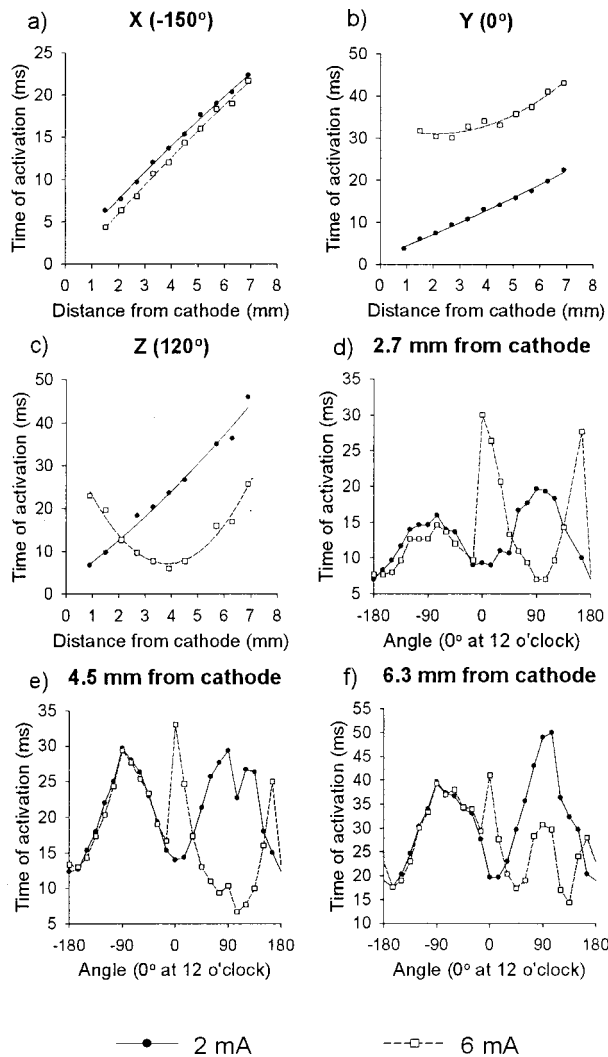 a) X (-150º)
Time of activation (ms)
25
20
15
10
5
0
0 1 2 3 4 5 6 7 8
Distance from cathode (mm)
b) Y (0º)
Time of activation (ms)
50
40
30
20
10
0
0 1 2 3 4 5 6 7 8
Distance from cathode (mm)
c) Z (120º)
Time of activation (ms)
50
40
30
20
10
0
0 1 2 3 4 5 6 7 8
Distance from cathode (mm)
d) 2.7 mm from cathode
Time of activation (ms)
35
30
25
20
15
10
5
-180 -90 0 90 180
Angle (0º at 12 o'clock)
e) 4.5 mm from cathode
Time of activation (ms)
35
30
25
20
15
10
5
-180 -90 0 90 180
Angle (0º at 12 o'clock)
f) 6.3 mm from cathode
Time of activation (ms)
55
50
45
40
35
30
25
20
15
10
-180 -90 0 90 180
Angle (0º at 12 o'clock)
2 mA 6 mA